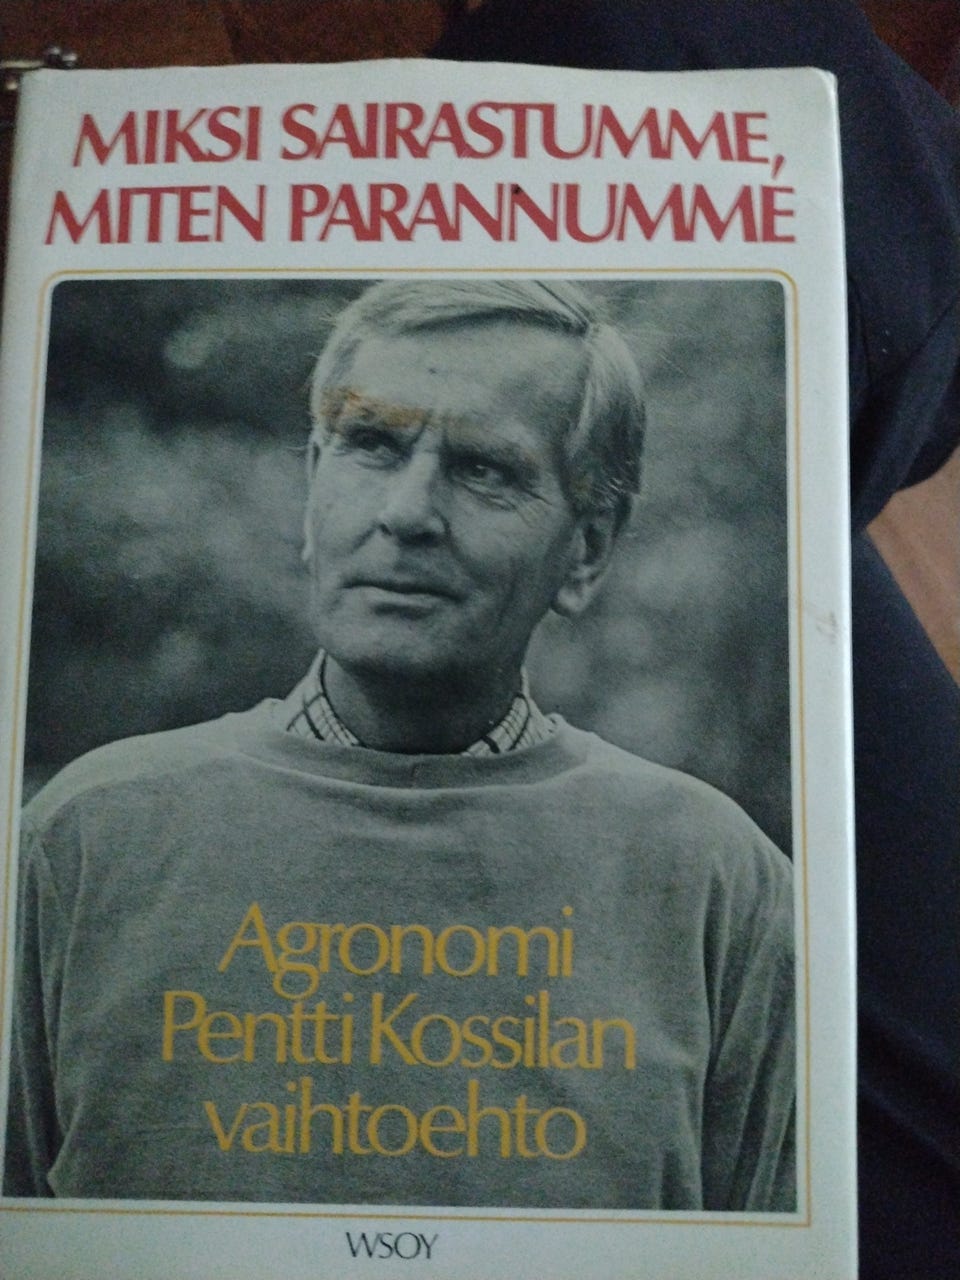 MIKSI SAIRASTUMME,
MITEN PARANNUMME
Agronomi
Pentti Kossilan
vaihtoehto
WSOY